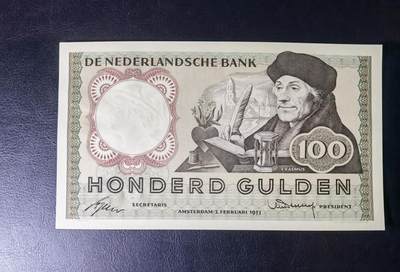 DE NEDERLANDSCHE BANK
100
ERASMUS
HONDERD GULDEN
SECRETARIS
PRESIDENT
AMSTERDAM 2 FEBRUARI 1953